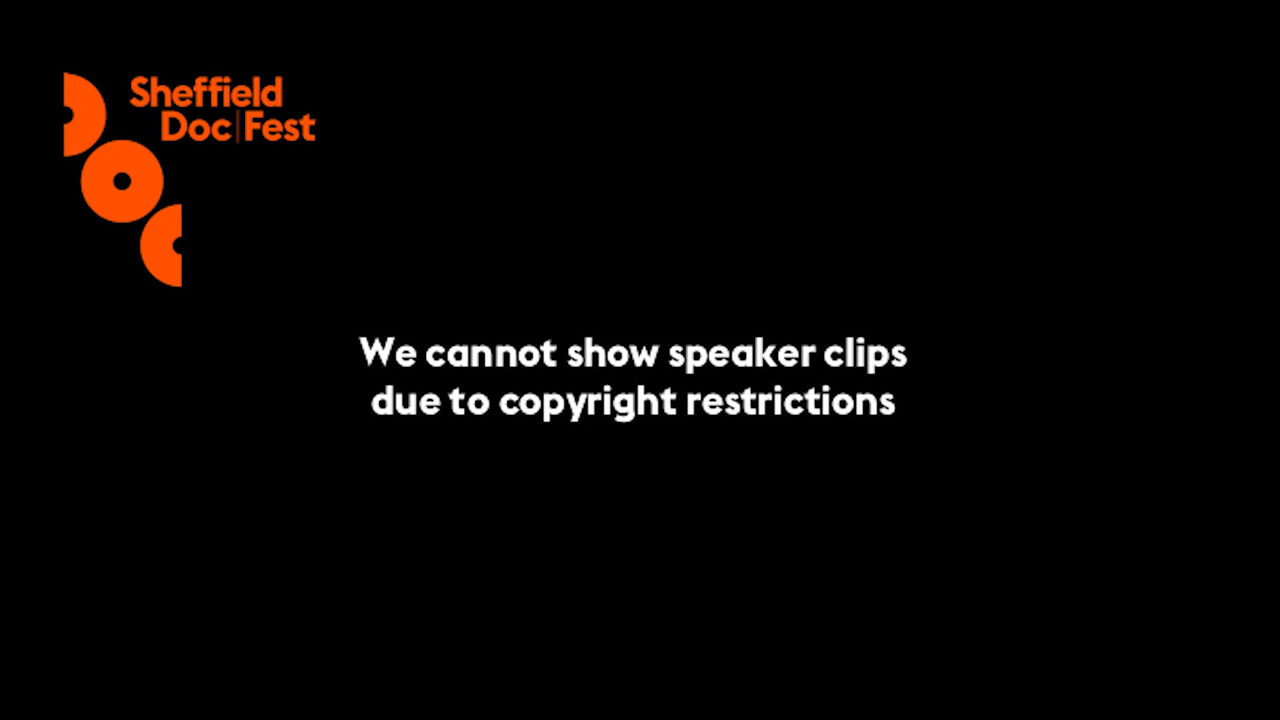 Sheffield
Doc|Fest
We cannot show speaker clips
due to copyright restrictions